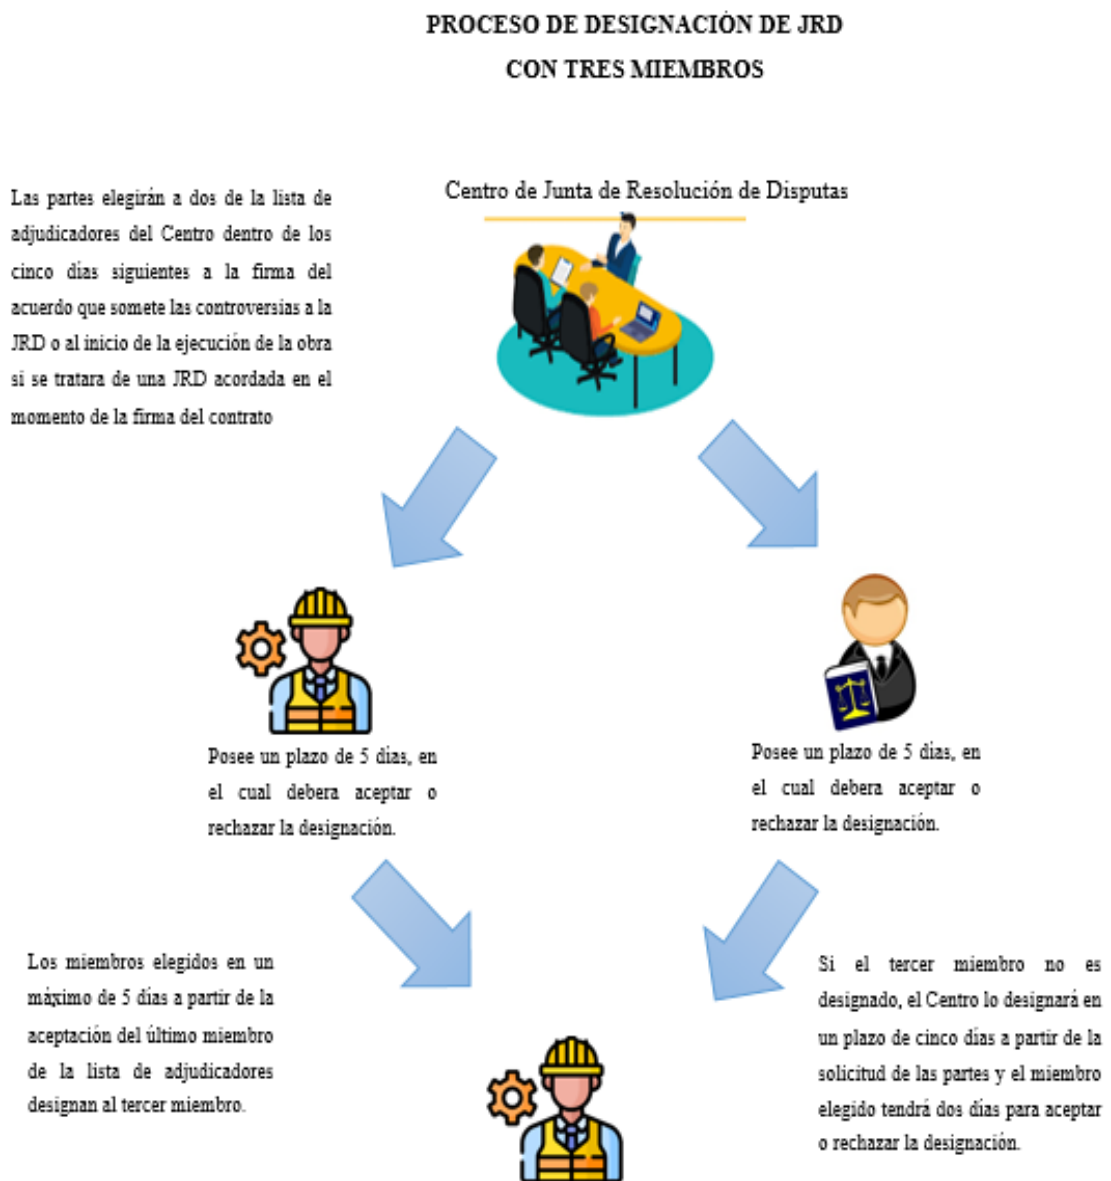 PROCESO DE DESIGNACIÓN DE JRD
CON TRES MIEMBROS
Las partes elegirán a dos de la lista de
adjudicadores del Centro dentro de los
cinco días siguientes a la firma del
acuerdo que somete las controversias a la
JRD o al inicio de la ejecución de la obra
si se tratara de una JRD acordada en el
momento de la firma del contrato
Centro de Junta de Resolución de Disputas
Posee un plazo de 5 días, en
el cual debera aceptar o
rechazar la designación.
Posee un plazo de 5 días, en
el cual debera aceptar o
rechazar la designación.
Los miembros elegidos en un
máximo de 5 días a partir de la
aceptación del último miembro
de la lista de adjudicadores
designan al tercer miembro.
Si el tercer miembro no es
designado, el Centro lo designará en
un plazo de cinco días a partir de la
solicitud de las partes y el miembro
elegido tendrá dos días para aceptar
o rechazar la designación.